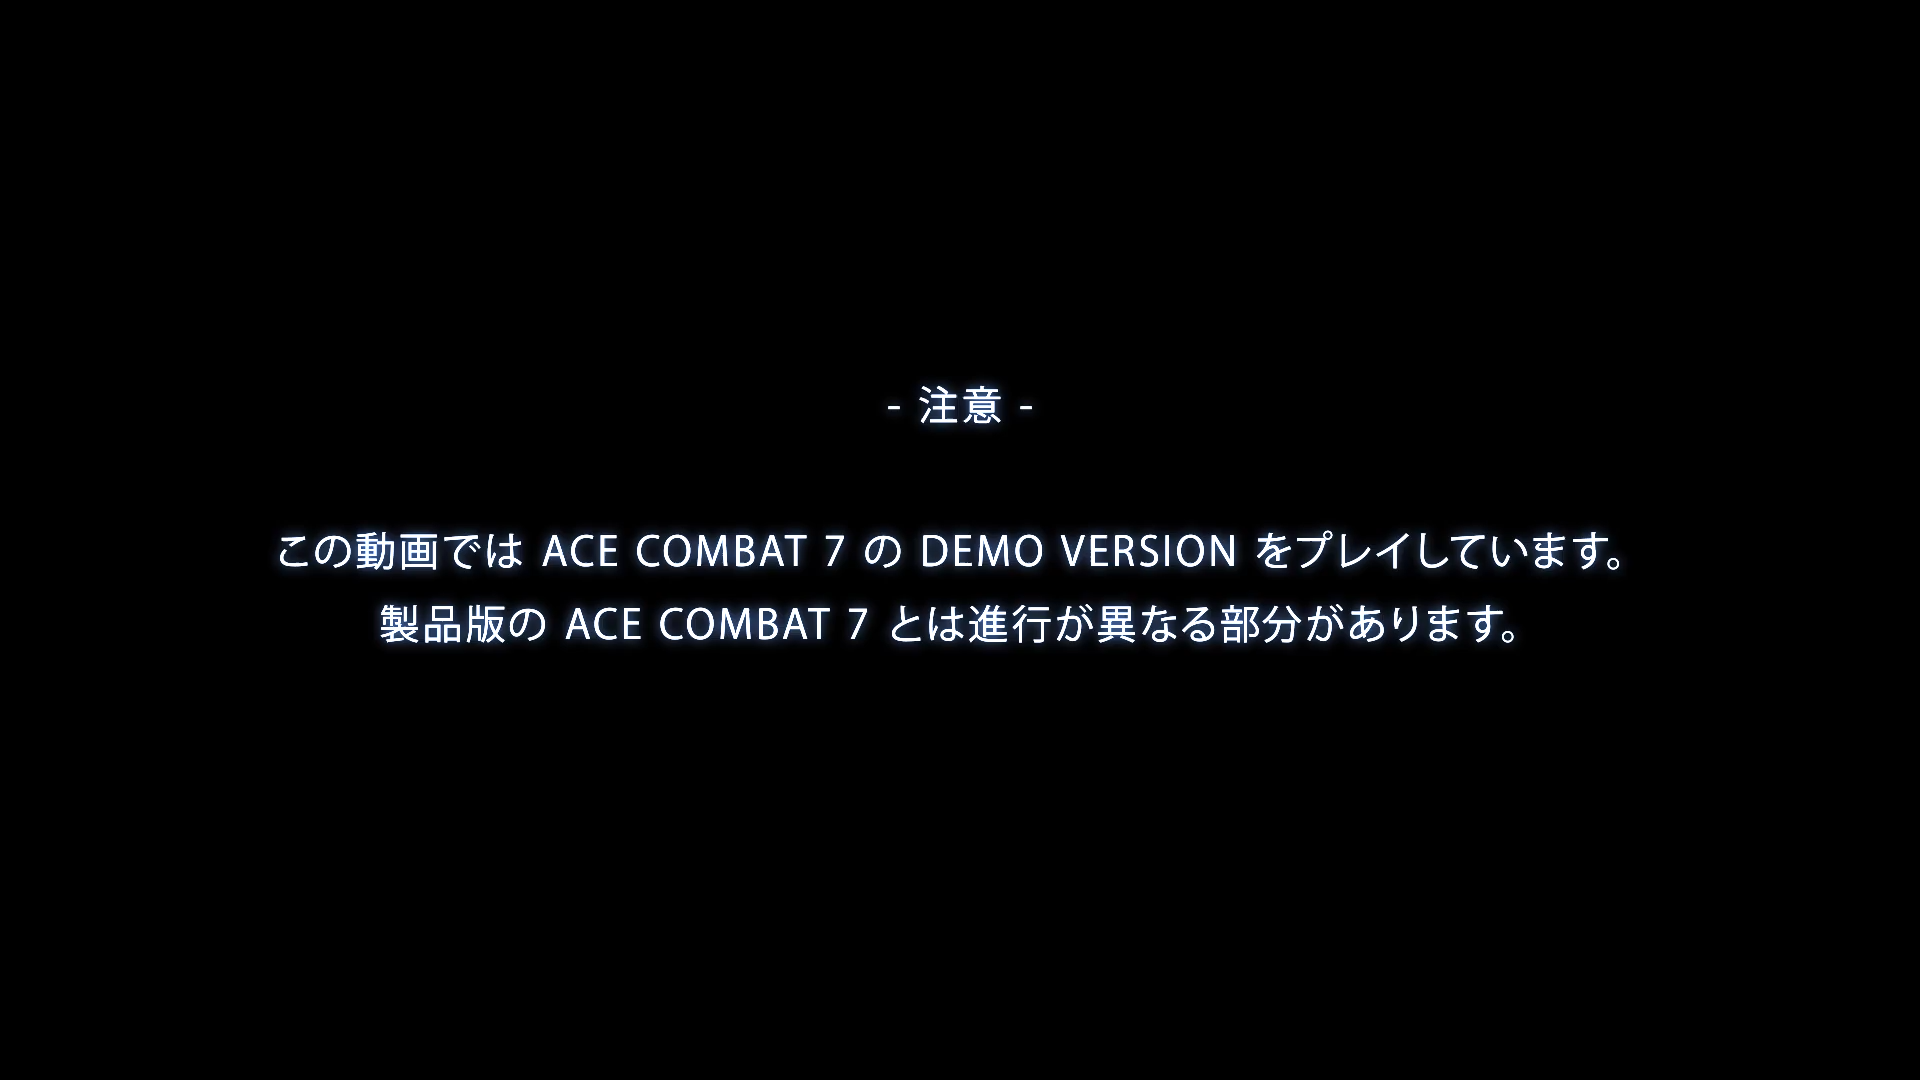 - 注意 -
この動画では ACE COMBAT 7 の DEMO VERSION をプレイしています。
製品版の ACE COMBAT 7 とは進行が異なる部分があります。